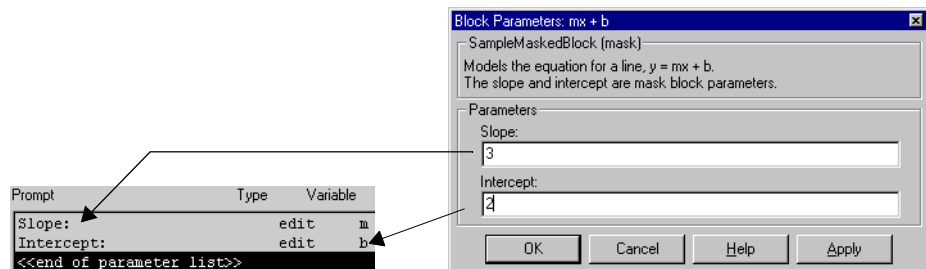 Block Parameters: mx + b
SampleMaskedBlock (mask)
Models the equation for a line, y = mx + b.
The slope and intercept are mask block parameters.
Parameters
Slope:
3
Intercept:
2
OK Cancel Help Apply
Prompt Type Variable
Slope: edit m
Intercept: edit b
<<end of parameter list>>